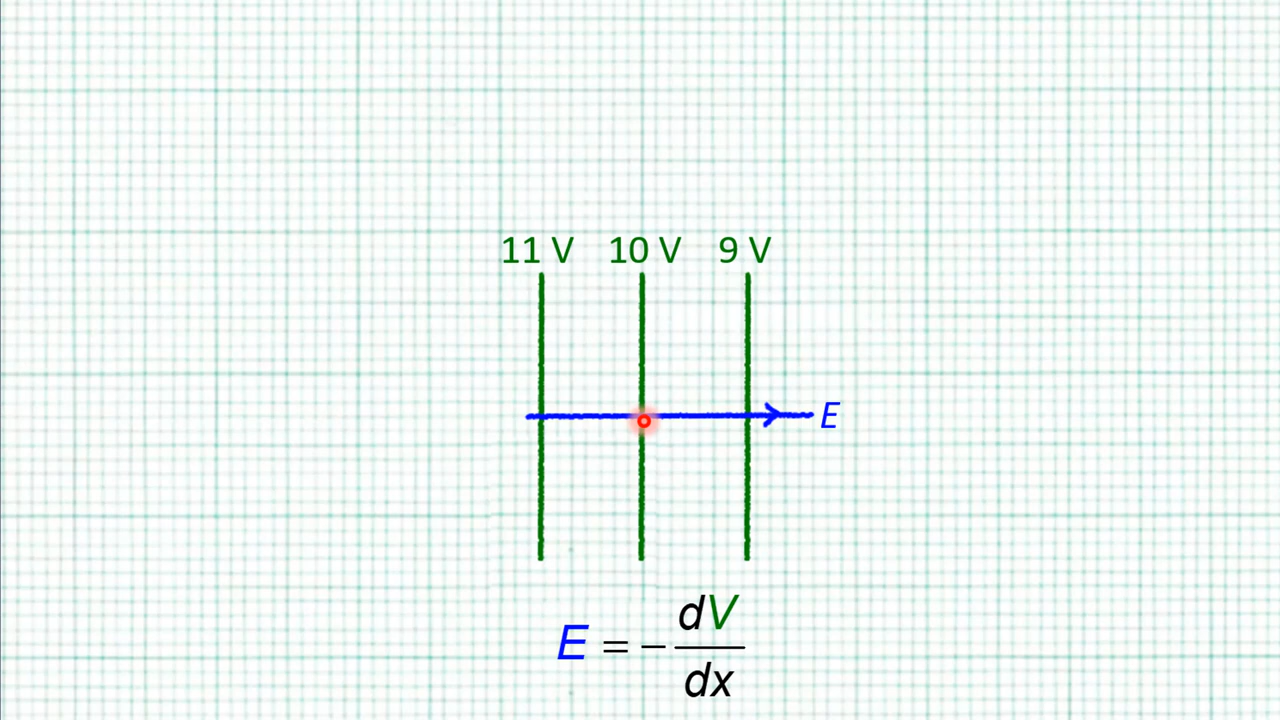 11 V 10 V 9 V
E
E = − dV/dx